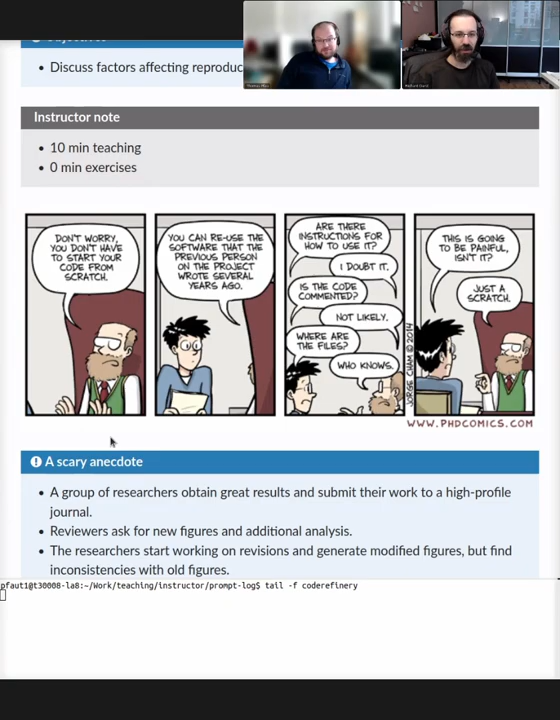 Discuss factors affecting reproduc
Instructor note
10 min teaching
0 min exercises
DON'T WORRY,
YOU DON'T HAVE
TO START YOUR
CODE FROM
SCRATCH.
YOU CAN RE-USE THE
SOFTWARE THAT THE
PREVIOUS PERSON
ON THE PROJECT
WROTE SEVERAL
YEARS AGO.
ARE THERE
INSTRUCTIONS FOR
HOW TO USE IT?
I DOUBT IT.
IS THE CODE
COMMENTED?
NOT LIKELY.
WHERE ARE
THE FILES?
WHO KNOWS.
THIS IS GOING
TO BE PAINFUL,
ISN'T IT?
JUST A
SCRATCH.
JORGE CHAM © 2014
WWW.PHDCOMICS.COM
A scary anecdote
A group of researchers obtain great results and submit their work to a high-profile
journal.
Reviewers ask for new figures and additional analysis.
The researchers start working on revisions and generate modified figures, but find
inconsistencies with old figures.
pfaut1@t30008-la8:~/Work/teaching/instructor/prompt-log$ tail -f coderefinery